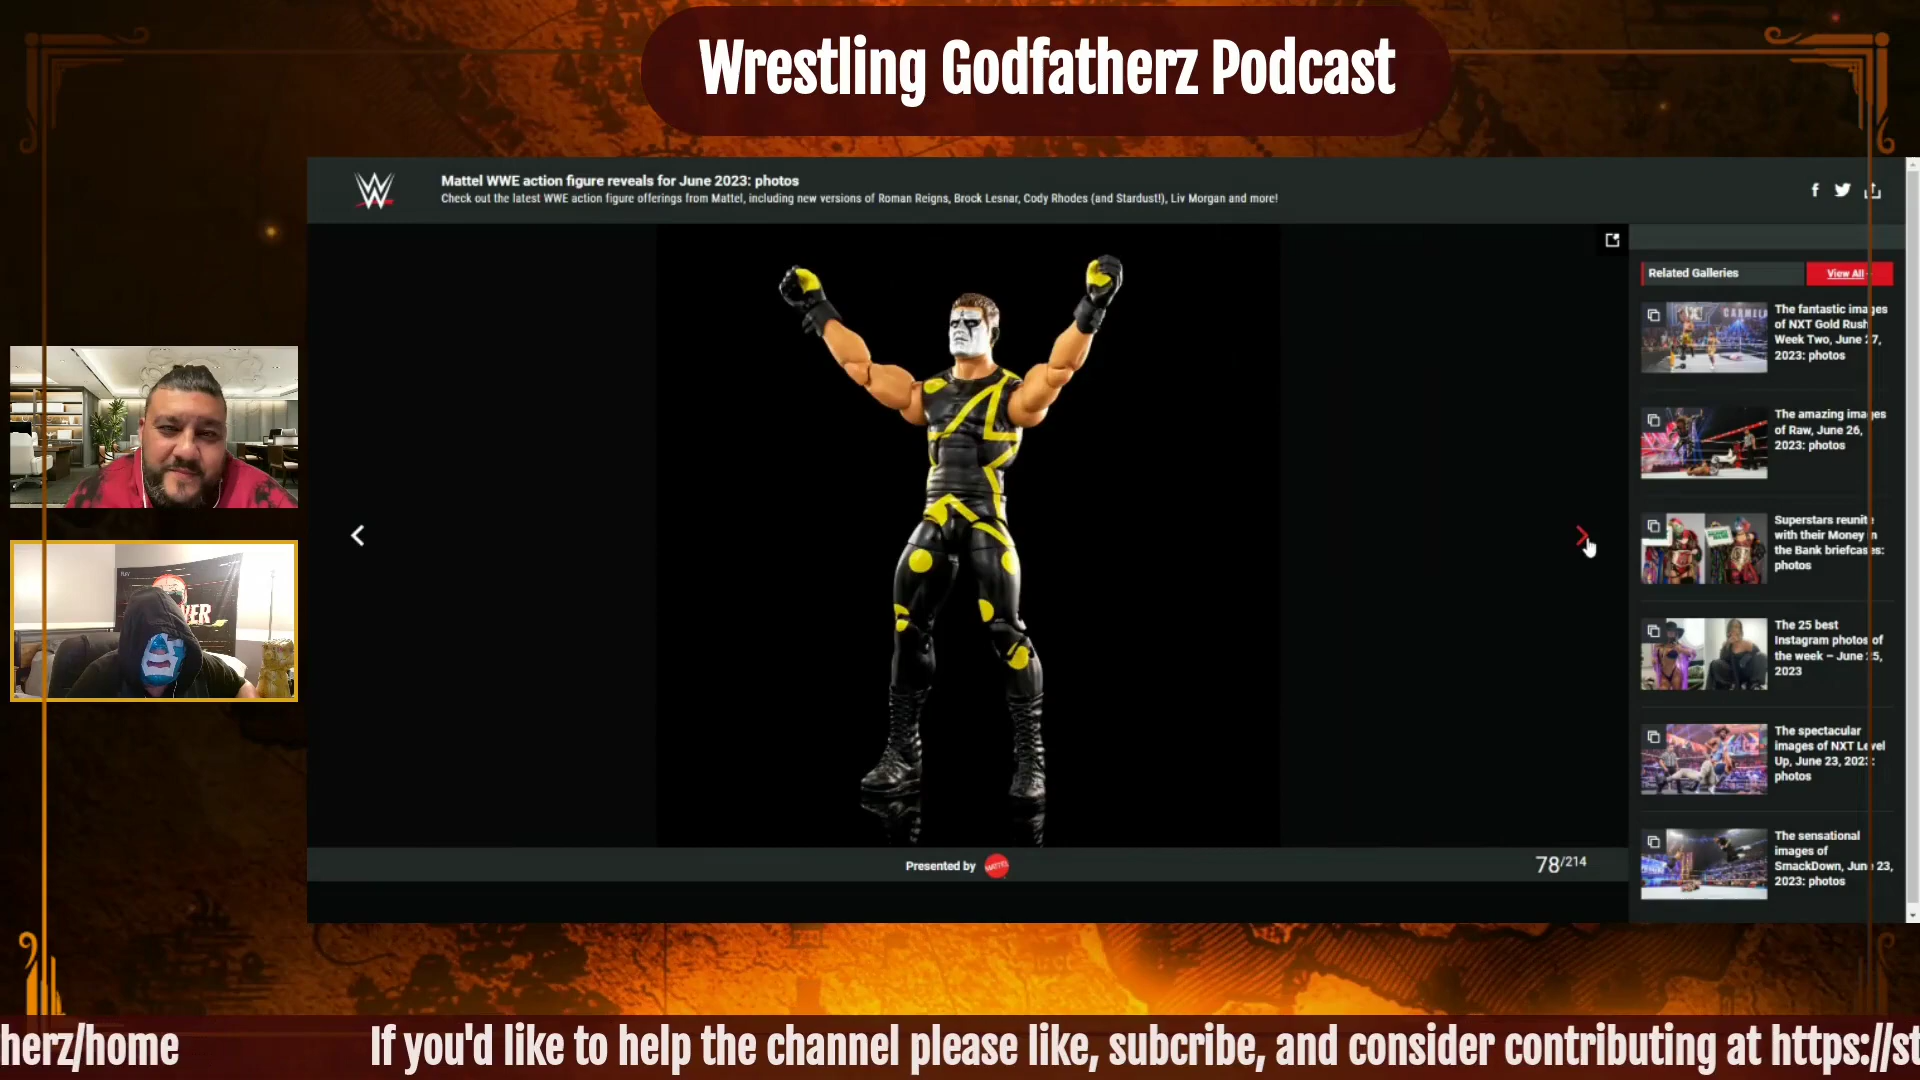 Wrestling Godfatherz Podcast
Mattel WWE action figure reveals for June 2023: photos
Check out the latest WWE action figure offerings from Mattel, including new versions of Roman Reigns, Brock Lesnar, Cody Rhodes (and Stardust!), Liv Morgan and more!
Related Galleries
View All
The fantastic images
of NXT Gold Rush
Week Two, June 27,
2023: photos
The amazing images
of Raw, June 26,
2023: photos
Superstars reunite
with their Money in
the Bank briefcases:
photos
The 25 best
Instagram photos of
the week – June 25,
2023
The spectacular
images of NXT Level
Up, June 23, 2023:
photos
The sensational
images of
SmackDown, June 23,
2023: photos
Presented by
MATTEL
78/214
herz/home
If you'd like to help the channel please like, subcribe, and consider contributing at https://st